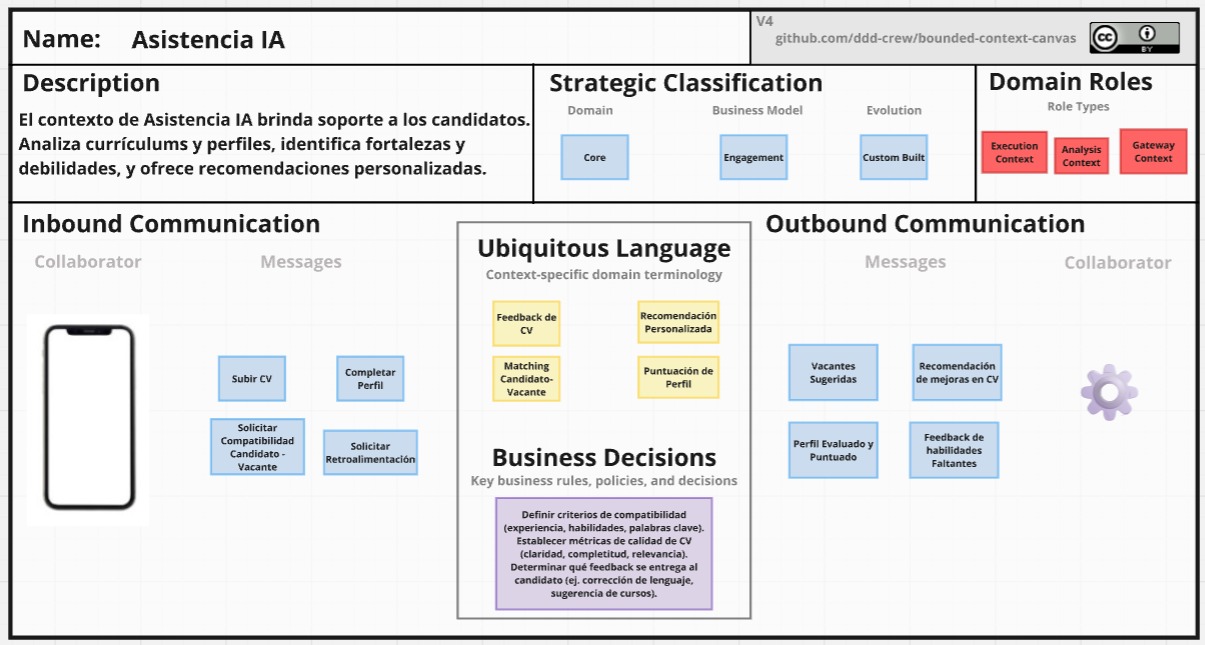 Name: Asistencia IA
V4
github.com/ddd-crew/bounded-context-canvas
cc
BY
Description
El contexto de Asistencia IA brinda soporte a los candidatos.
Analiza currículums y perfiles, identifica fortalezas y
debilidades, y ofrece recomendaciones personalizadas.
Strategic Classification
Domain
Business Model
Evolution
Core
Engagement
Custom Built
Domain Roles
Role Types
Execution
Context
Analysis
Context
Gateway
Context
Inbound Communication
Collaborator
Messages
Subir CV
Completar
Perfil
Solicitar
Compatibilidad
Candidato -
Vacante
Solicitar
Retroalimentación
Ubiquitous Language
Context-specific domain terminology
Feedback de
CV
Recomendación
Personalizada
Matching
Candidato-
Vacante
Puntuación de
Perfil
Business Decisions
Key business rules, policies, and decisions
Definir criterios de compatibilidad
(experiencia, habilidades, palabras clave).
Establecer métricas de calidad de CV
(claridad, completitud, relevancia).
Determinar qué feedback se entrega al
candidato (ej. corrección de lenguaje,
sugerencia de cursos).
Outbound Communication
Messages
Collaborator
Vacantes
Sugeridas
Recomendación
de mejoras en CV
Perfil Evaluado y
Puntuado
Feedback de
habilidades
Faltantes